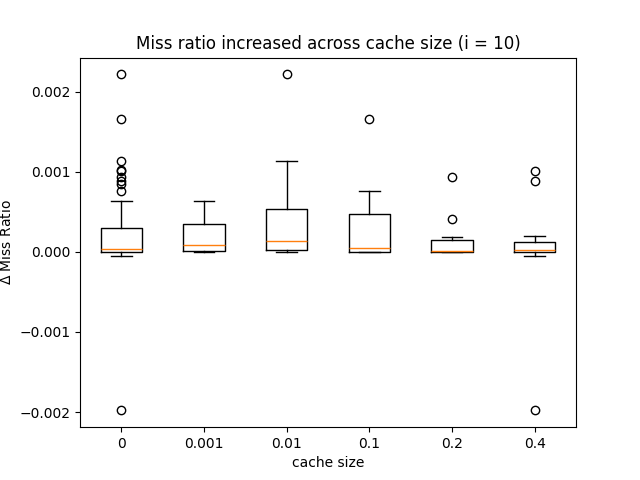 Miss ratio increased across cache size (i = 10)
Δ Miss Ratio
0.002
0.001
0.000
−0.001
−0.002
0 0.001 0.01 0.1 0.2 0.4
cache size